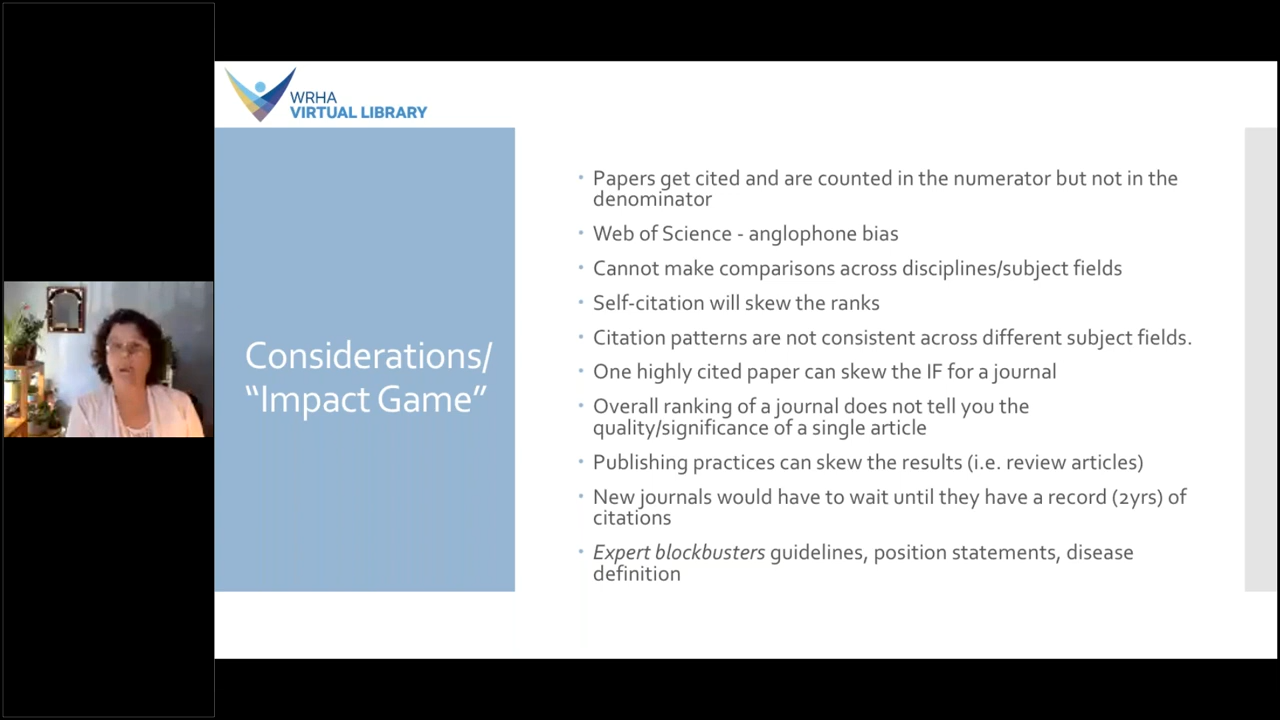 WRHA
VIRTUAL LIBRARY
Considerations/
“Impact Game”
• Papers get cited and are counted in the numerator but not in the
denominator
• Web of Science - anglophone bias
• Cannot make comparisons across disciplines/subject fields
• Self-citation will skew the ranks
• Citation patterns are not consistent across different subject fields.
• One highly cited paper can skew the IF for a journal
• Overall ranking of a journal does not tell you the
quality/significance of a single article
• Publishing practices can skew the results (i.e. review articles)
• New journals would have to wait until they have a record (2yrs) of
citations
• Expert blockbusters guidelines, position statements, disease
definition